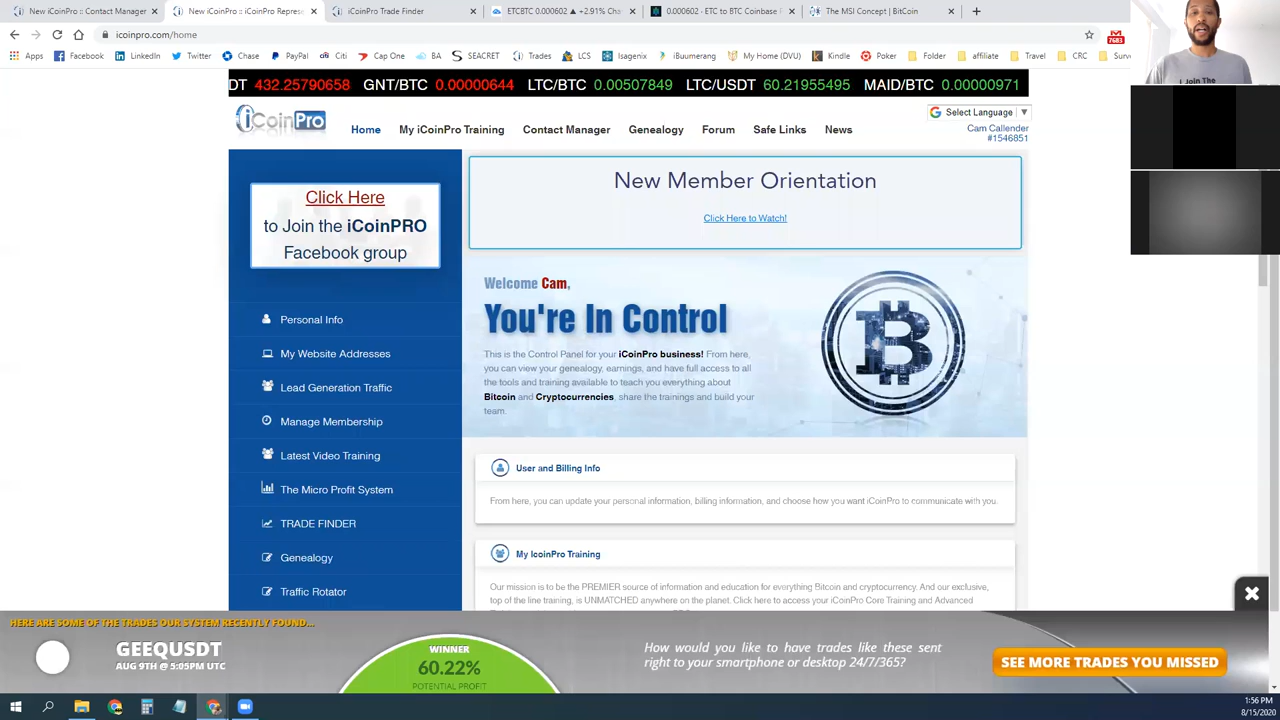 New iCoinPro :: Contact Manager
New iCoinPro :: iCoinPro Represe
iCoinPro Trade Finder
ETCBTC 0.000602 ▲ +2.91% Chart
0.000602 - ETC to BTC Coinbase P
The MSI Concept | BitCoin
icoinpro.com/home
Apps
Facebook
LinkedIn
Twitter
Chase
PayPal
Citi
Cap One
BA
SEACRET
Trades
LCS
Isagenix
iBuumerang
My Home (DVU)
Kindle
Poker
Folder
affiliate
Travel
CRC
Surv
7683
I Join The
DT 432.25790658 GNT/BTC 0.00000644 LTC/BTC 0.00507849 LTC/USDT 60.21955495 MAID/BTC 0.00000971
iCoinPro
Home
My iCoinPro Training
Contact Manager
Genealogy
Forum
Safe Links
News
Select Language
Cam Callender
#1546851
Click Here
to Join the iCoinPRO
Facebook group
Personal Info
My Website Addresses
Lead Generation Traffic
Manage Membership
Latest Video Training
The Micro Profit System
TRADE FINDER
Genealogy
Traffic Rotator
New Member Orientation
Click Here to Watch!
Welcome Cam,
You're In Control
This is the Control Panel for your iCoinPro business! From here,
you can view your genealogy, earnings, and have full access to all
the tools and training available to teach you everything about
Bitcoin and Cryptocurrencies, share the trainings and build your
team.
User and Billing Info
From here, you can update your personal information, billing information, and choose how you want iCoinPro to communicate with you.
My IcoinPro Training
Our mission is to be the PREMIER source of information and education for everything Bitcoin and cryptocurrency. And our exclusive,
top of the line training, is UNMATCHED anywhere on the planet. Click here to access your iCoinPro Core Training and Advanced
HERE ARE SOME OF THE TRADES OUR SYSTEM RECENTLY FOUND...
GEEQUSDT
AUG 9TH @ 5:05PM UTC
WINNER
60.22%
POTENTIAL PROFIT
How would you like to have trades like these sent
right to your smartphone or desktop 24/7/365?
SEE MORE TRADES YOU MISSED
1:56 PM
8/15/2020